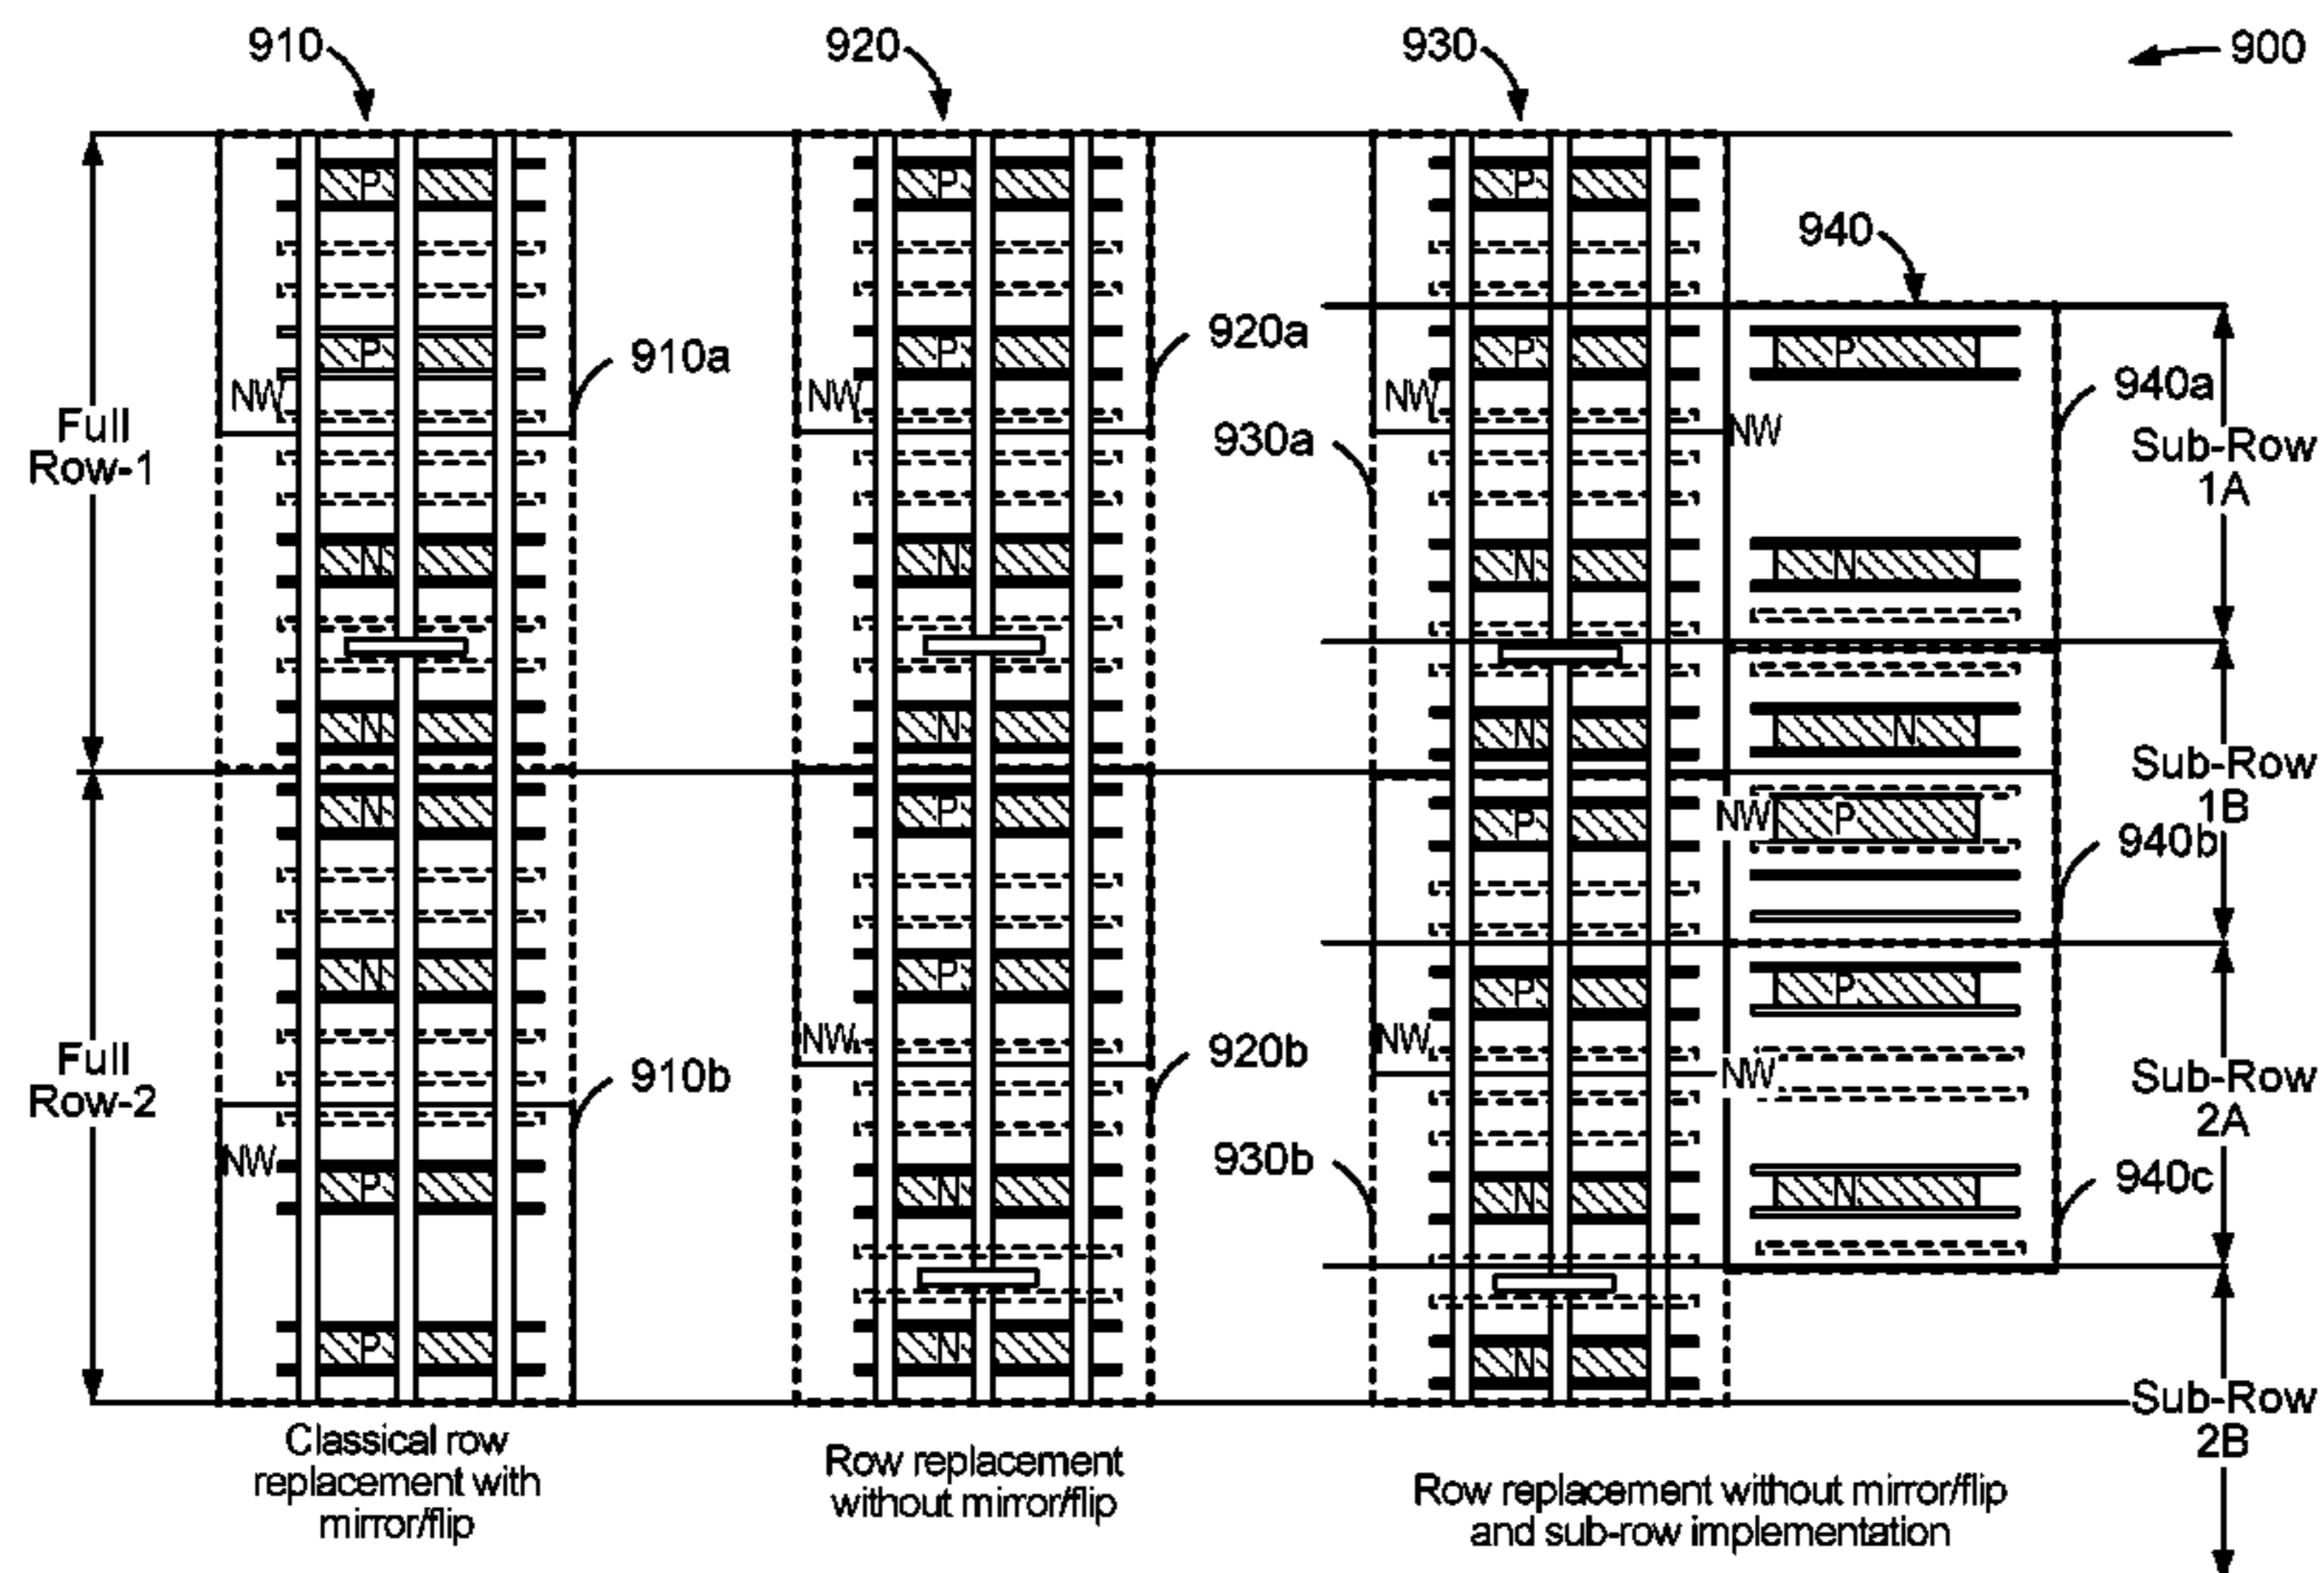 910
920
930
900
P
P
P
940
P
P
P
P
910a
920a
940a
NW
NW
NW
NW
930a
Full
Row-1
Sub-Row
1A
N
N
N
N
N
N
N
N
Sub-Row
1B
N
P
P
NW
P
940b
N
P
P
P
NW
NW
NW
Full
Row-2
910b
920b
Sub-Row
2A
NW
930b
940c
P
N
N
N
P
N
N
Sub-Row
2B
Classical row
replacement with
mirror/flip
Row replacement
without mirror/flip
Row replacement without mirror/flip
and sub-row implementation